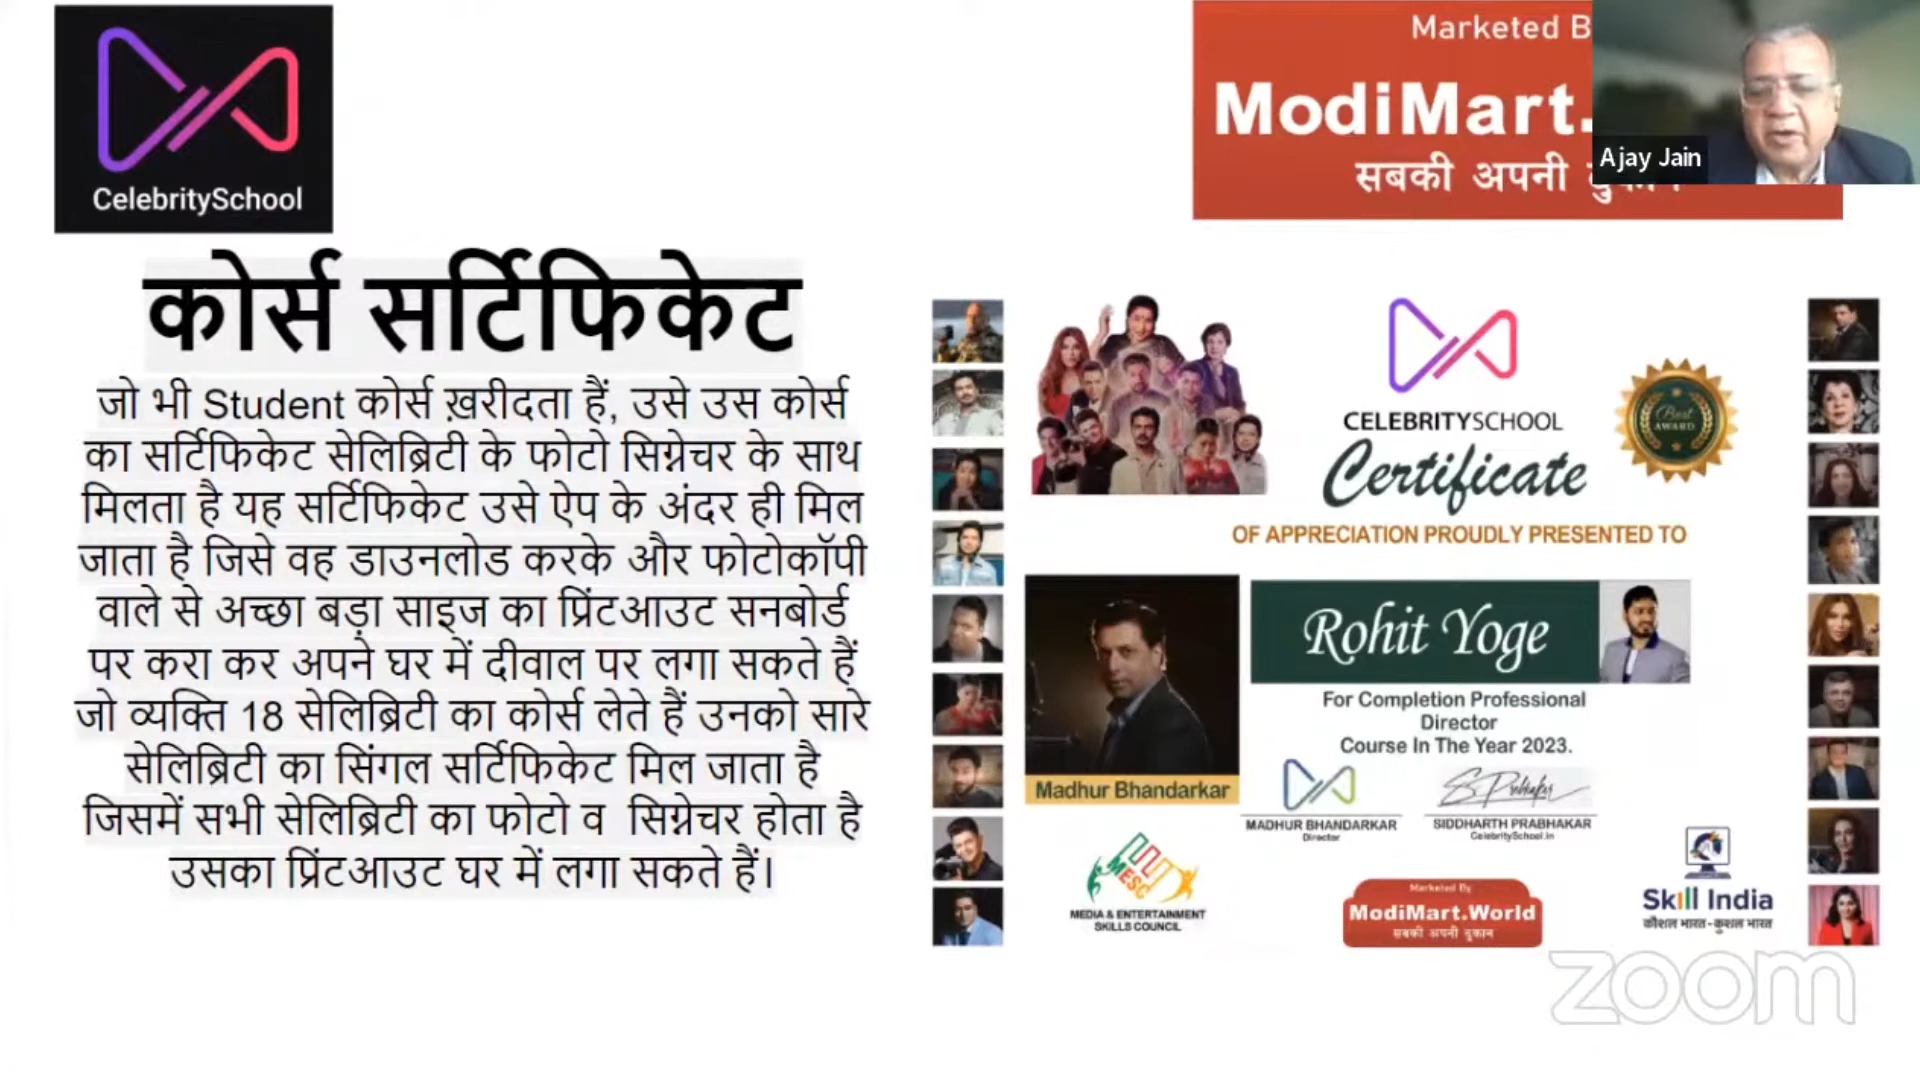 CelebritySchool
Marketed B
ModiMart.
सबकी अपनी
Ajay Jain
कोर्स सर्टिफिकेट
जो भी Student कोर्स ख़रीदता हैं, उसे उस कोर्स
का सर्टिफिकेट सेलिब्रिटी के फोटो सिग्नेचर के साथ
मिलता है यह सर्टिफिकेट उसे ऐप के अंदर ही मिल
जाता है जिसे वह डाउनलोड करके और फोटोकॉपी
वाले से अच्छा बड़ा साइज का प्रिंटआउट सनबोर्ड
पर करा कर अपने घर में दीवाल पर लगा सकते हैं
जो व्यक्ति 18 सेलिब्रिटी का कोर्स लेते हैं उनको सारे
सेलिब्रिटी का सिंगल सर्टिफिकेट मिल जाता है
जिसमें सभी सेलिब्रिटी का फोटो व सिग्नेचर होता है
उसका प्रिंटआउट घर में लगा सकते हैं।
CELEBRITYSCHOOL
Certificate
Best
AWARD
OF APPRECIATION PROUDLY PRESENTED TO
Rohit Yoge
For Completion Professional
Director
Course In The Year 2023.
Madhur Bhandarkar
MADHUR BHANDARKAR
Director
S. Prabhakar
SIDDHARTH PRABHAKAR
CelebritySchool.in
MESC
MEDIA & ENTERTAINMENT
SKILLS COUNCIL
Marketed By
ModiMart.World
सबकी अपनी दुकान
Skill India
कौशल भारत-कुशल भारत
zoom